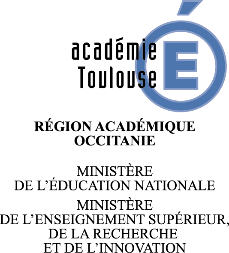 académie
Toulouse
É
RÉGION ACADÉMIQUE
OCCITANIE
MINISTÈRE
DE L'ÉDUCATION NATIONALE
MINISTÈRE
DE L'ENSEIGNEMENT SUPÉRIEUR,
DE LA RECHERCHE
ET DE L'INNOVATION